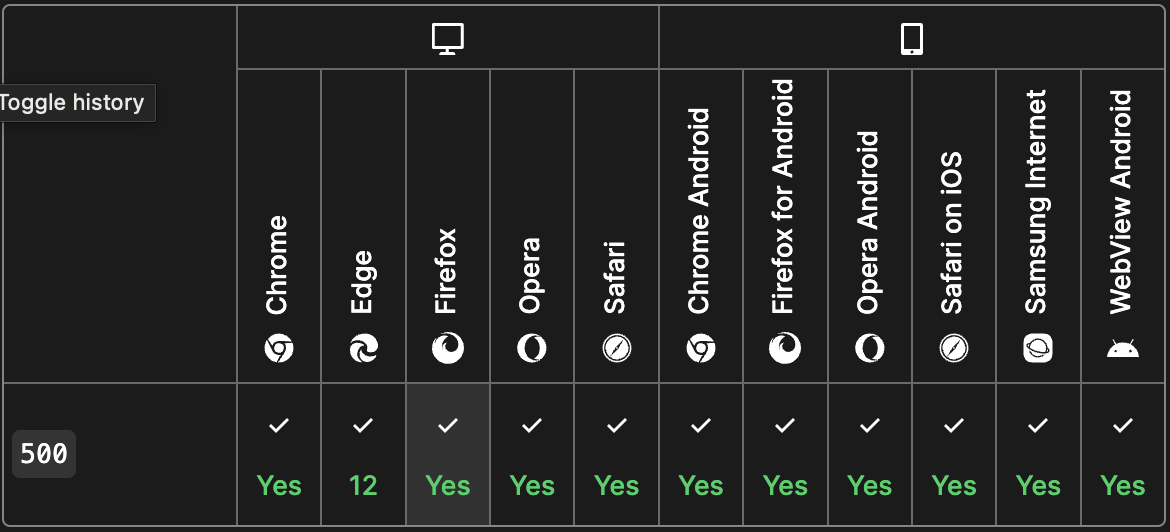 Toggle history
Chrome
Edge
Firefox
Opera
Safari
Chrome Android
Firefox for Android
Opera Android
Safari on iOS
Samsung Internet
WebView Android
500
Yes
12
Yes
Yes
Yes
Yes
Yes
Yes
Yes
Yes
Yes